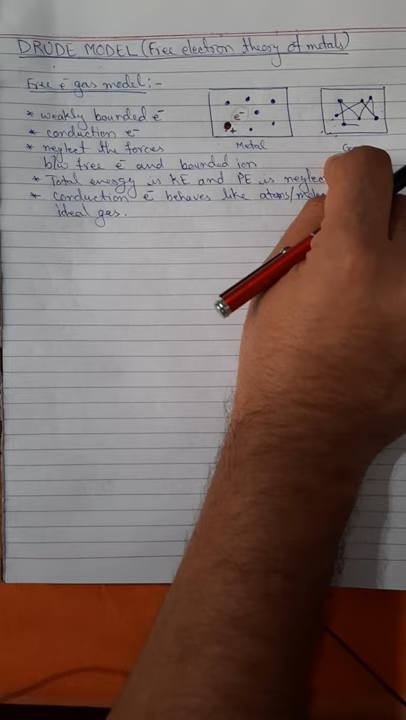 DRUDE MODEL (Free electron theory of metals)
Free e⁻ gas model:-
* weakly bounded e⁻
* conduction e⁻
* neglect the forces
b/w free e⁻ and bounded ion
* Total energy is KE and PE is neglec
* conduction e⁻ behaves like atoms/
ideal gas.
e⁻
+
Metal